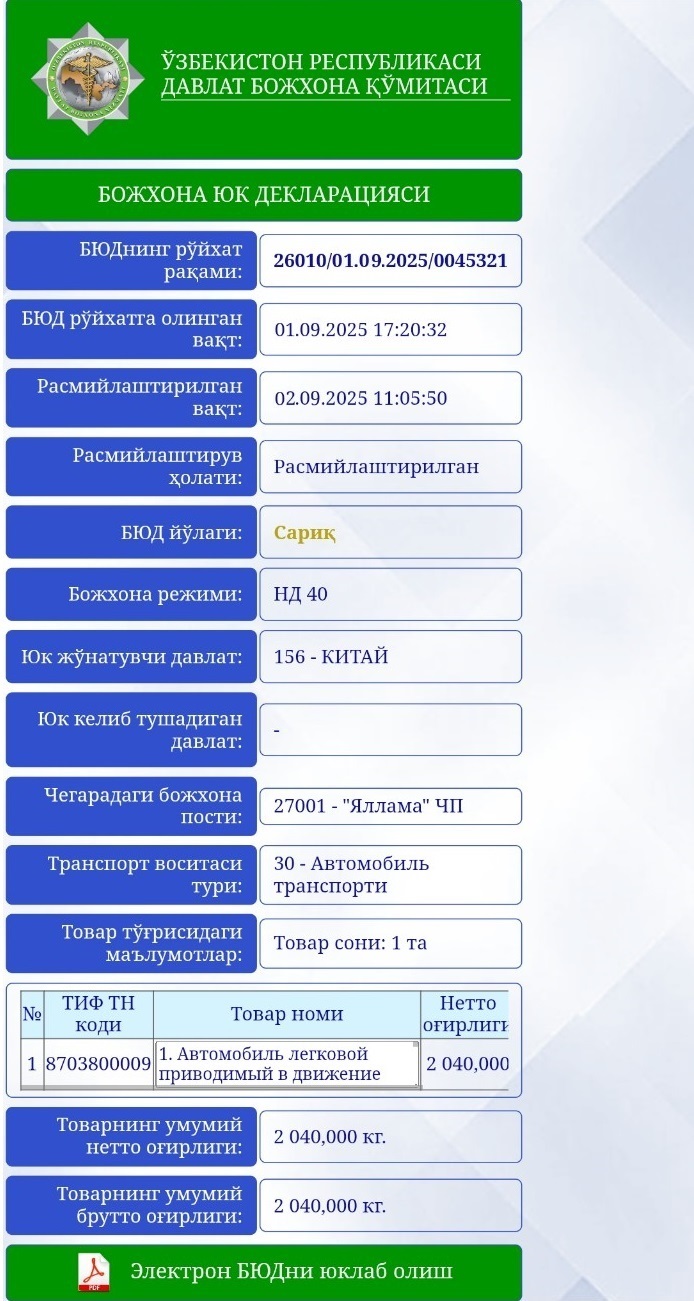 ЎЗБЕКИСТОН РЕСПУБЛИКАСИ
ДАВЛАТ БОЖХОНА ҚЎМИТАСИ
БОЖХОНА ЮК ДЕКЛАРАЦИЯСИ
БЮДнинг рўйхат
рақами:
26010/01.09.2025/0045321
БЮД рўйхатга олинган
вақт:
01.09.2025 17:20:32
Расмийлаштирилган
вақт:
02.09.2025 11:05:50
Расмийлаштирув
ҳолати:
Расмийлаштирилган
БЮД йўлаги:
Сариқ
Божхона режими:
НД 40
Юк жўнатувчи давлат:
156 - КИТАЙ
Юк келиб тушадиган
давлат:
-
Чегарадаги божхона
пости:
27001 - "Яллама" ЧП
Транспорт воситаси
тури:
30 - Автомобиль
транспорти
Товар тўғрисидаги
маълумотлар:
Товар сони: 1 та
№
ТИФ ТН
коди
Товар номи
Нетто
оғирлиги
1
8703800009
1. Автомобиль легковой
приводимый в движение
2 040,000
Товарнинг умумий
нетто оғирлиги:
2 040,000 кг.
Товарнинг умумий
брутто оғирлиги:
2 040,000 кг.
PDF
Электрон БЮДни юклаб олиш